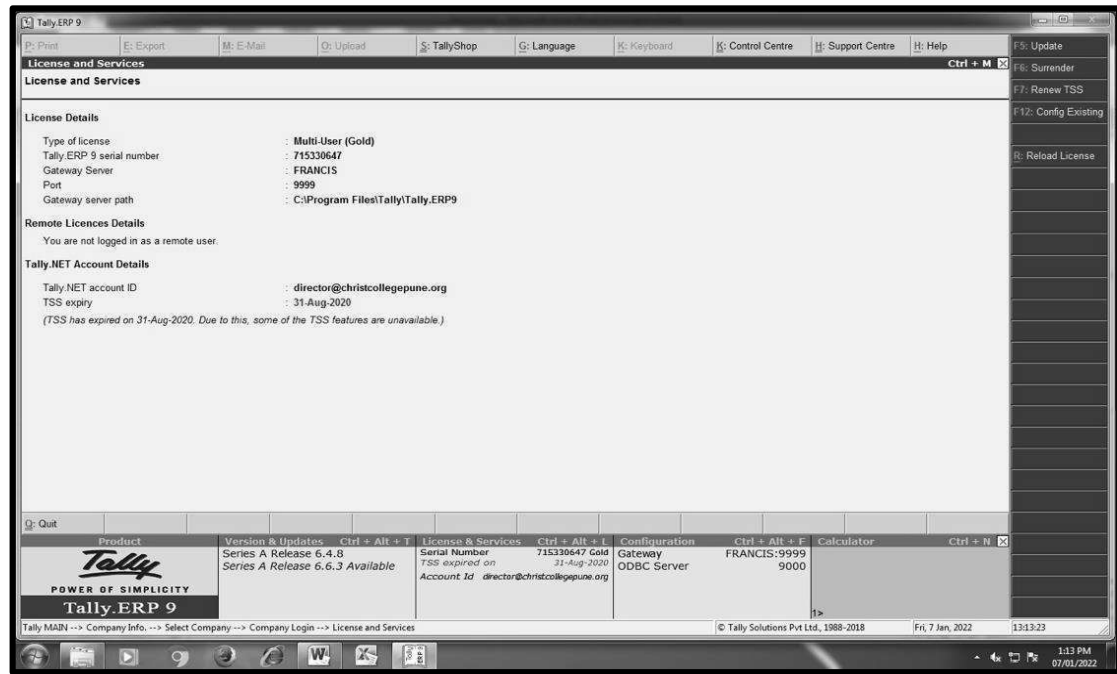 Tally.ERP 9
P: Print E: Export M: E-Mail O: Upload S: TallyShop G: Language K: Keyboard K: Control Centre H: Support Centre H: Help F5: Update
License and Services Ctrl + M
F6: Surrender
License and Services
F7: Renew TSS
License Details
F12: Config Existing
Type of license : Multi-User (Gold)
Tally.ERP 9 serial number : 715330647
R: Reload License
Gateway Server : FRANCIS
Port : 9999
Gateway server path : C:\Program Files\Tally\Tally.ERP9
Remote Licences Details
You are not logged in as a remote user.
Tally.NET Account Details
Tally.NET account ID : director@christcollegepune.org
TSS expiry : 31-Aug-2020
(TSS has expired on 31-Aug-2020. Due to this, some of the TSS features are unavailable.)
Q: Quit
Product Version & Updates Ctrl + Alt + T License & Services Ctrl + Alt + L Configuration Ctrl + Alt + F Calculator Ctrl + N
Tally
POWER OF SIMPLICITY
Tally.ERP 9
Series A Release 6.4.8
Series A Release 6.6.3 Available
Serial Number 715330647 Gold
TSS expired on 31-Aug-2020
Account Id director@christcollegepune.org
Gateway FRANCIS:9999
ODBC Server 9000
1>
Tally MAIN --> Company Info. --> Select Company --> Company Login --> License and Services © Tally Solutions Pvt Ltd., 1988-2018 Fri, 7 Jan, 2022 13:13:23
Tally ERP 9
1:13 PM
07/01/2022